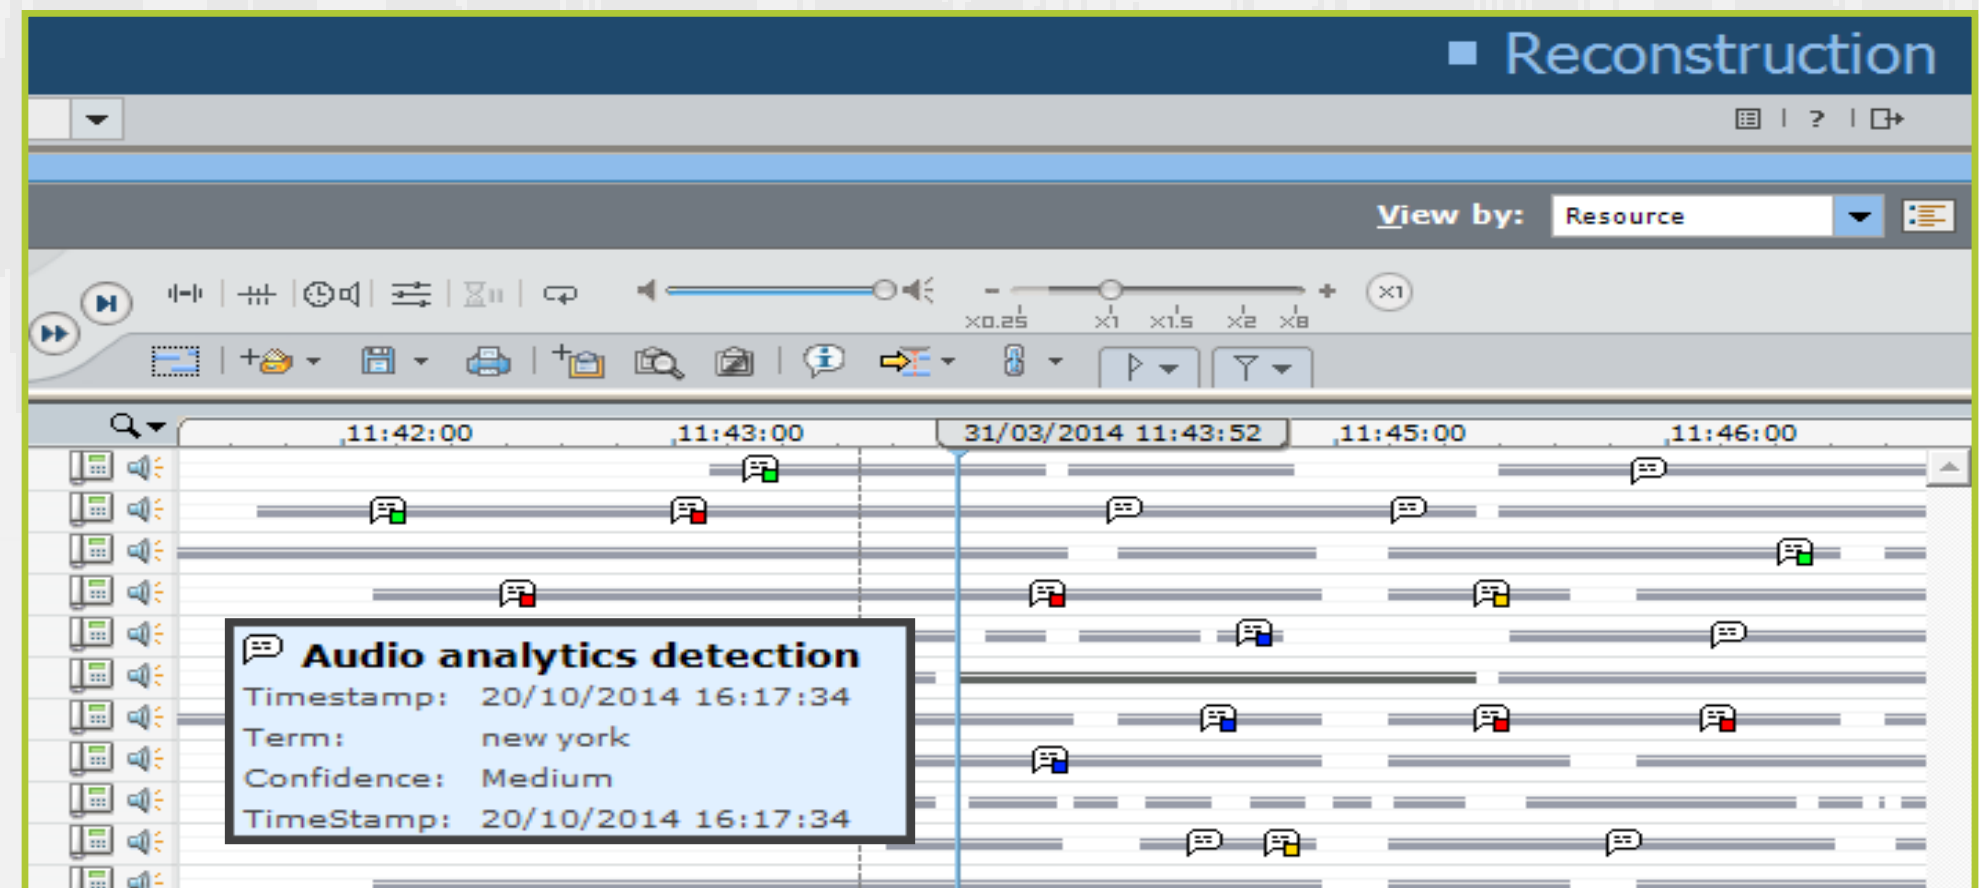 Reconstruction
?
View by: Resource
x1
x0.25 x1 x1.5 x2 x8
11:42:00 11:43:00 31/03/2014 11:43:52 11:45:00 11:46:00
Audio analytics detection
Timestamp: 20/10/2014 16:17:34
Term: new york
Confidence: Medium
TimeStamp: 20/10/2014 16:17:34